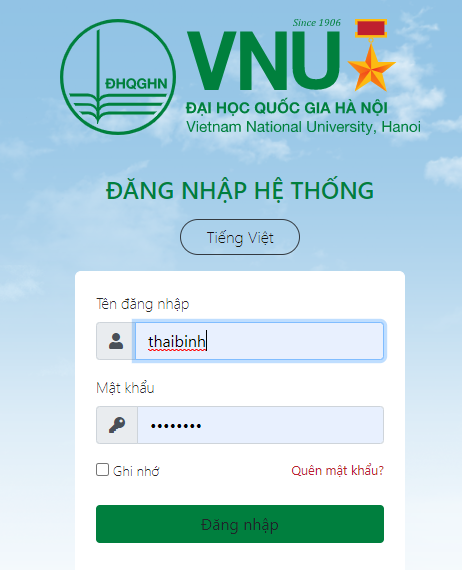 Since 1906
ĐHQGHN
VNU
ĐẠI HỌC QUỐC GIA HÀ NỘI
Vietnam National University, Hanoi
ĐĂNG NHẬP HỆ THỐNG
Tiếng Việt
Tên đăng nhập
thaibinh
Mật khẩu
••••••••
Ghi nhớ
Quên mật khẩu?
Đăng nhập